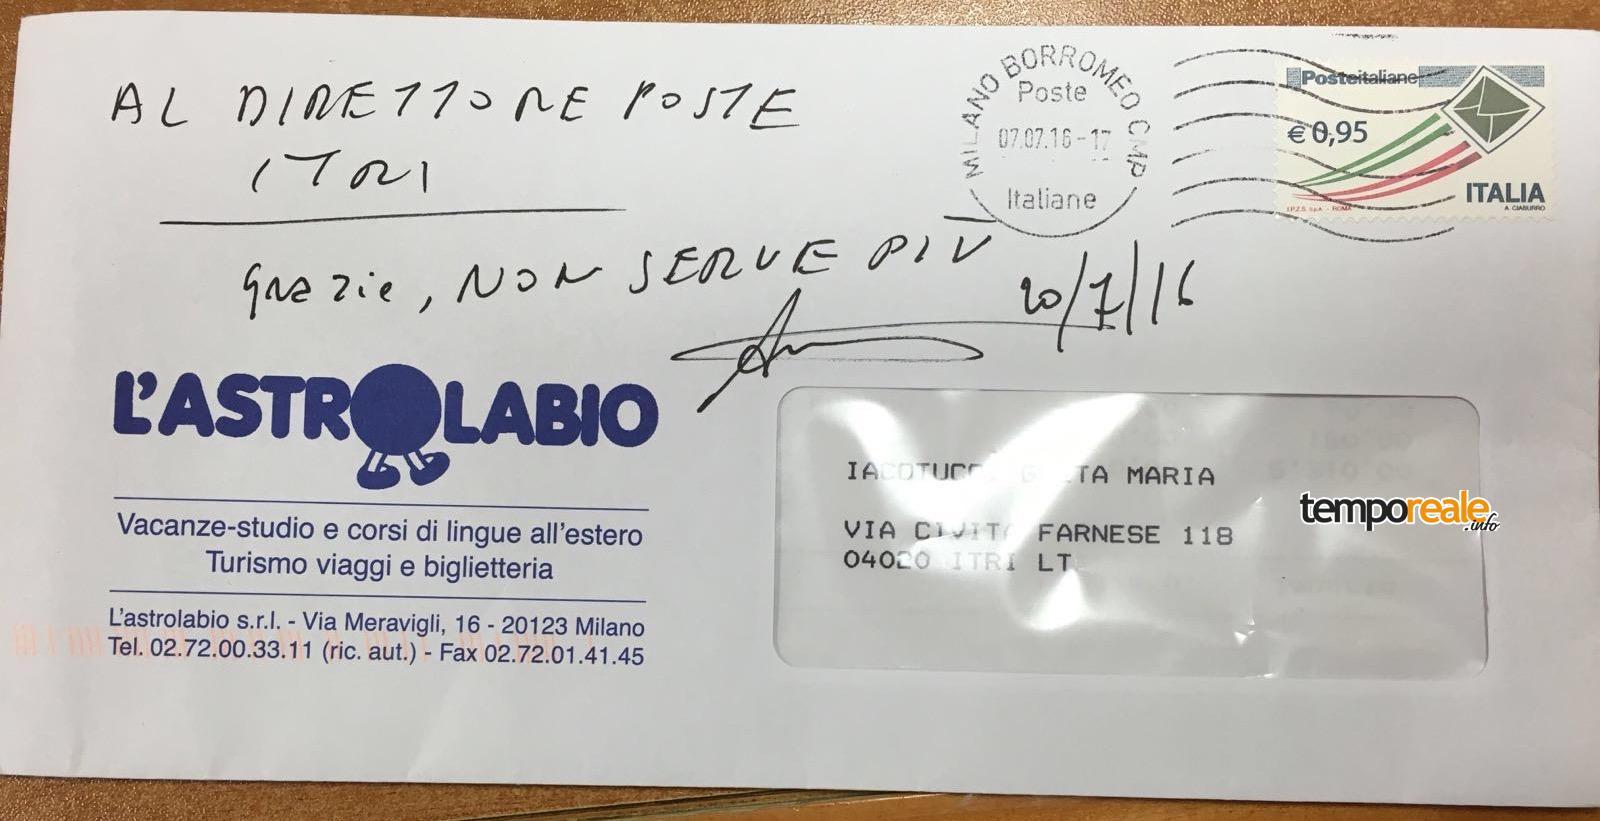 AL DIRETTORE POSTE
ITRI
Grazie, NON SERVE PIÙ
20/7/16
MILANO BORROMEO CMP
Poste
07.07.16-17
Italiane
Posteitaliane
€ 0,95
ITALIA
I.P.Z.S. S.p.A. - ROMA
A. CIABURRO
L'ASTROLABIO
Vacanze-studio e corsi di lingue all'estero
Turismo viaggi e biglietteria
L'astrolabio s.r.l. - Via Meravigli, 16 - 20123 Milano
Tel. 02.72.00.33.11 (ric. aut.) - Fax 02.72.01.41.45
MARIA
VIA CIVITA FARNESE 118
04020 ITRI LT
temporeale.info